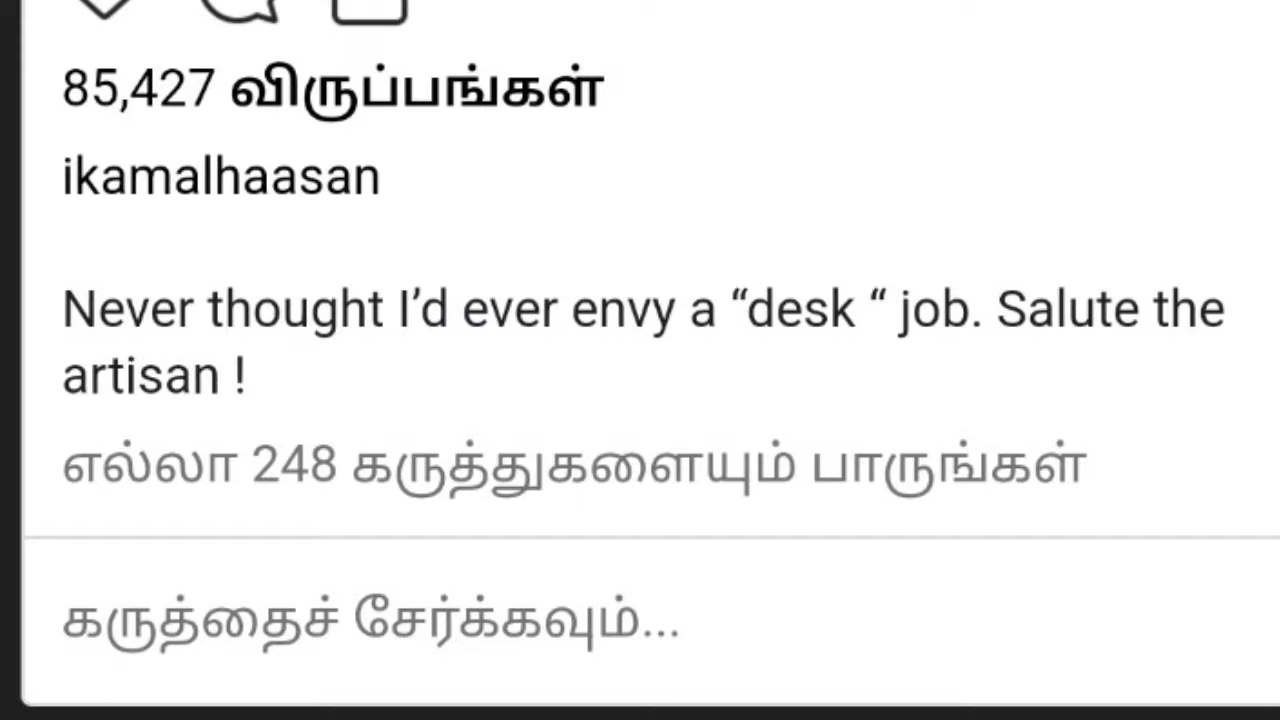 85,427 விருப்பங்கள்
ikamalhaasan
Never thought I’d ever envy a “desk “ job. Salute the
artisan !
எல்லா 248 கருத்துகளையும் பாருங்கள்
கருத்தைச் சேர்க்கவும்...